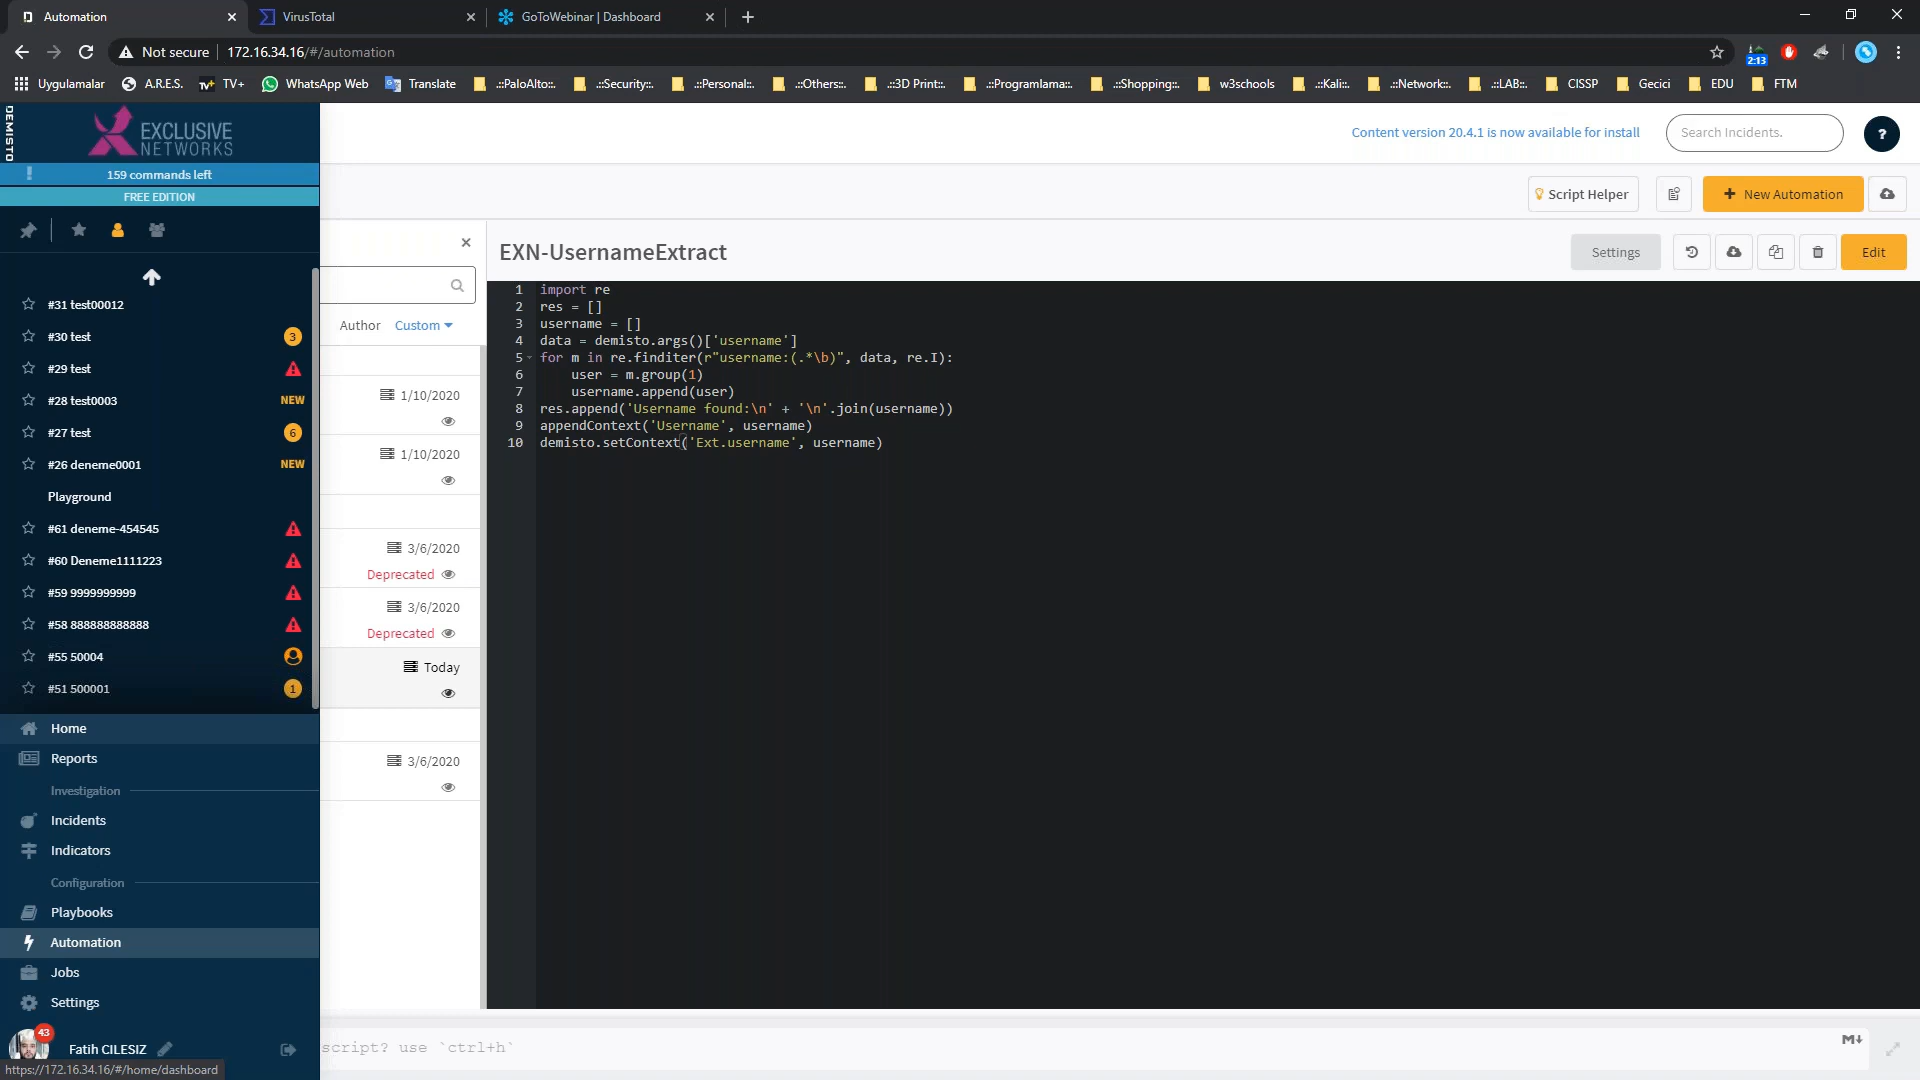 Automation
VirusTotal
GoToWebinar | Dashboard
Not secure
172.16.34.16/#/automation
2:13
Uygulamalar
A.R.E.S.
TV+
WhatsApp Web
Translate
.::PaloAlto::.
.::Security::.
.::Personal::.
.::Others::.
.::3D Print::.
.::Programlama::.
.::Shopping::.
w3schools
.::Kali::.
.::Network::.
.::LAB::.
CISSP
Gecici
EDU
FTM
DEMISTO
EXCLUSIVE
NETWORKS
Content version 20.4.1 is now available for install
Search Incidents.
?
159 commands left
FREE EDITION
Script Helper
+ New Automation
EXN-UsernameExtract
Settings
Edit
#31 test00012
#30 test
3
#29 test
#28 test0003
NEW
#27 test
6
#26 deneme0001
NEW
Playground
#61 deneme-454545
#60 Deneme1111223
#59 9999999999
#58 888888888888
#55 50004
#51 500001
1
Home
Reports
Investigation
Incidents
Indicators
Configuration
Playbooks
Automation
Jobs
Settings
43
Fatih CILESIZ
https://172.16.34.16/#/home/dashboard
Author
Custom
1/10/2020
1/10/2020
3/6/2020
Deprecated
3/6/2020
Deprecated
Today
3/6/2020
1 import re
2 res = []
3 username = []
4 data = demisto.args()['username']
5 for m in re.finditer(r"username:(.*\b)", data, re.I):
6 user = m.group(1)
7 username.append(user)
8 res.append('Username found:\n' + '\n'.join(username))
9 appendContext('Username', username)
10 demisto.setContext('Ext.username', username)
script? use `ctrl+h`
M↓